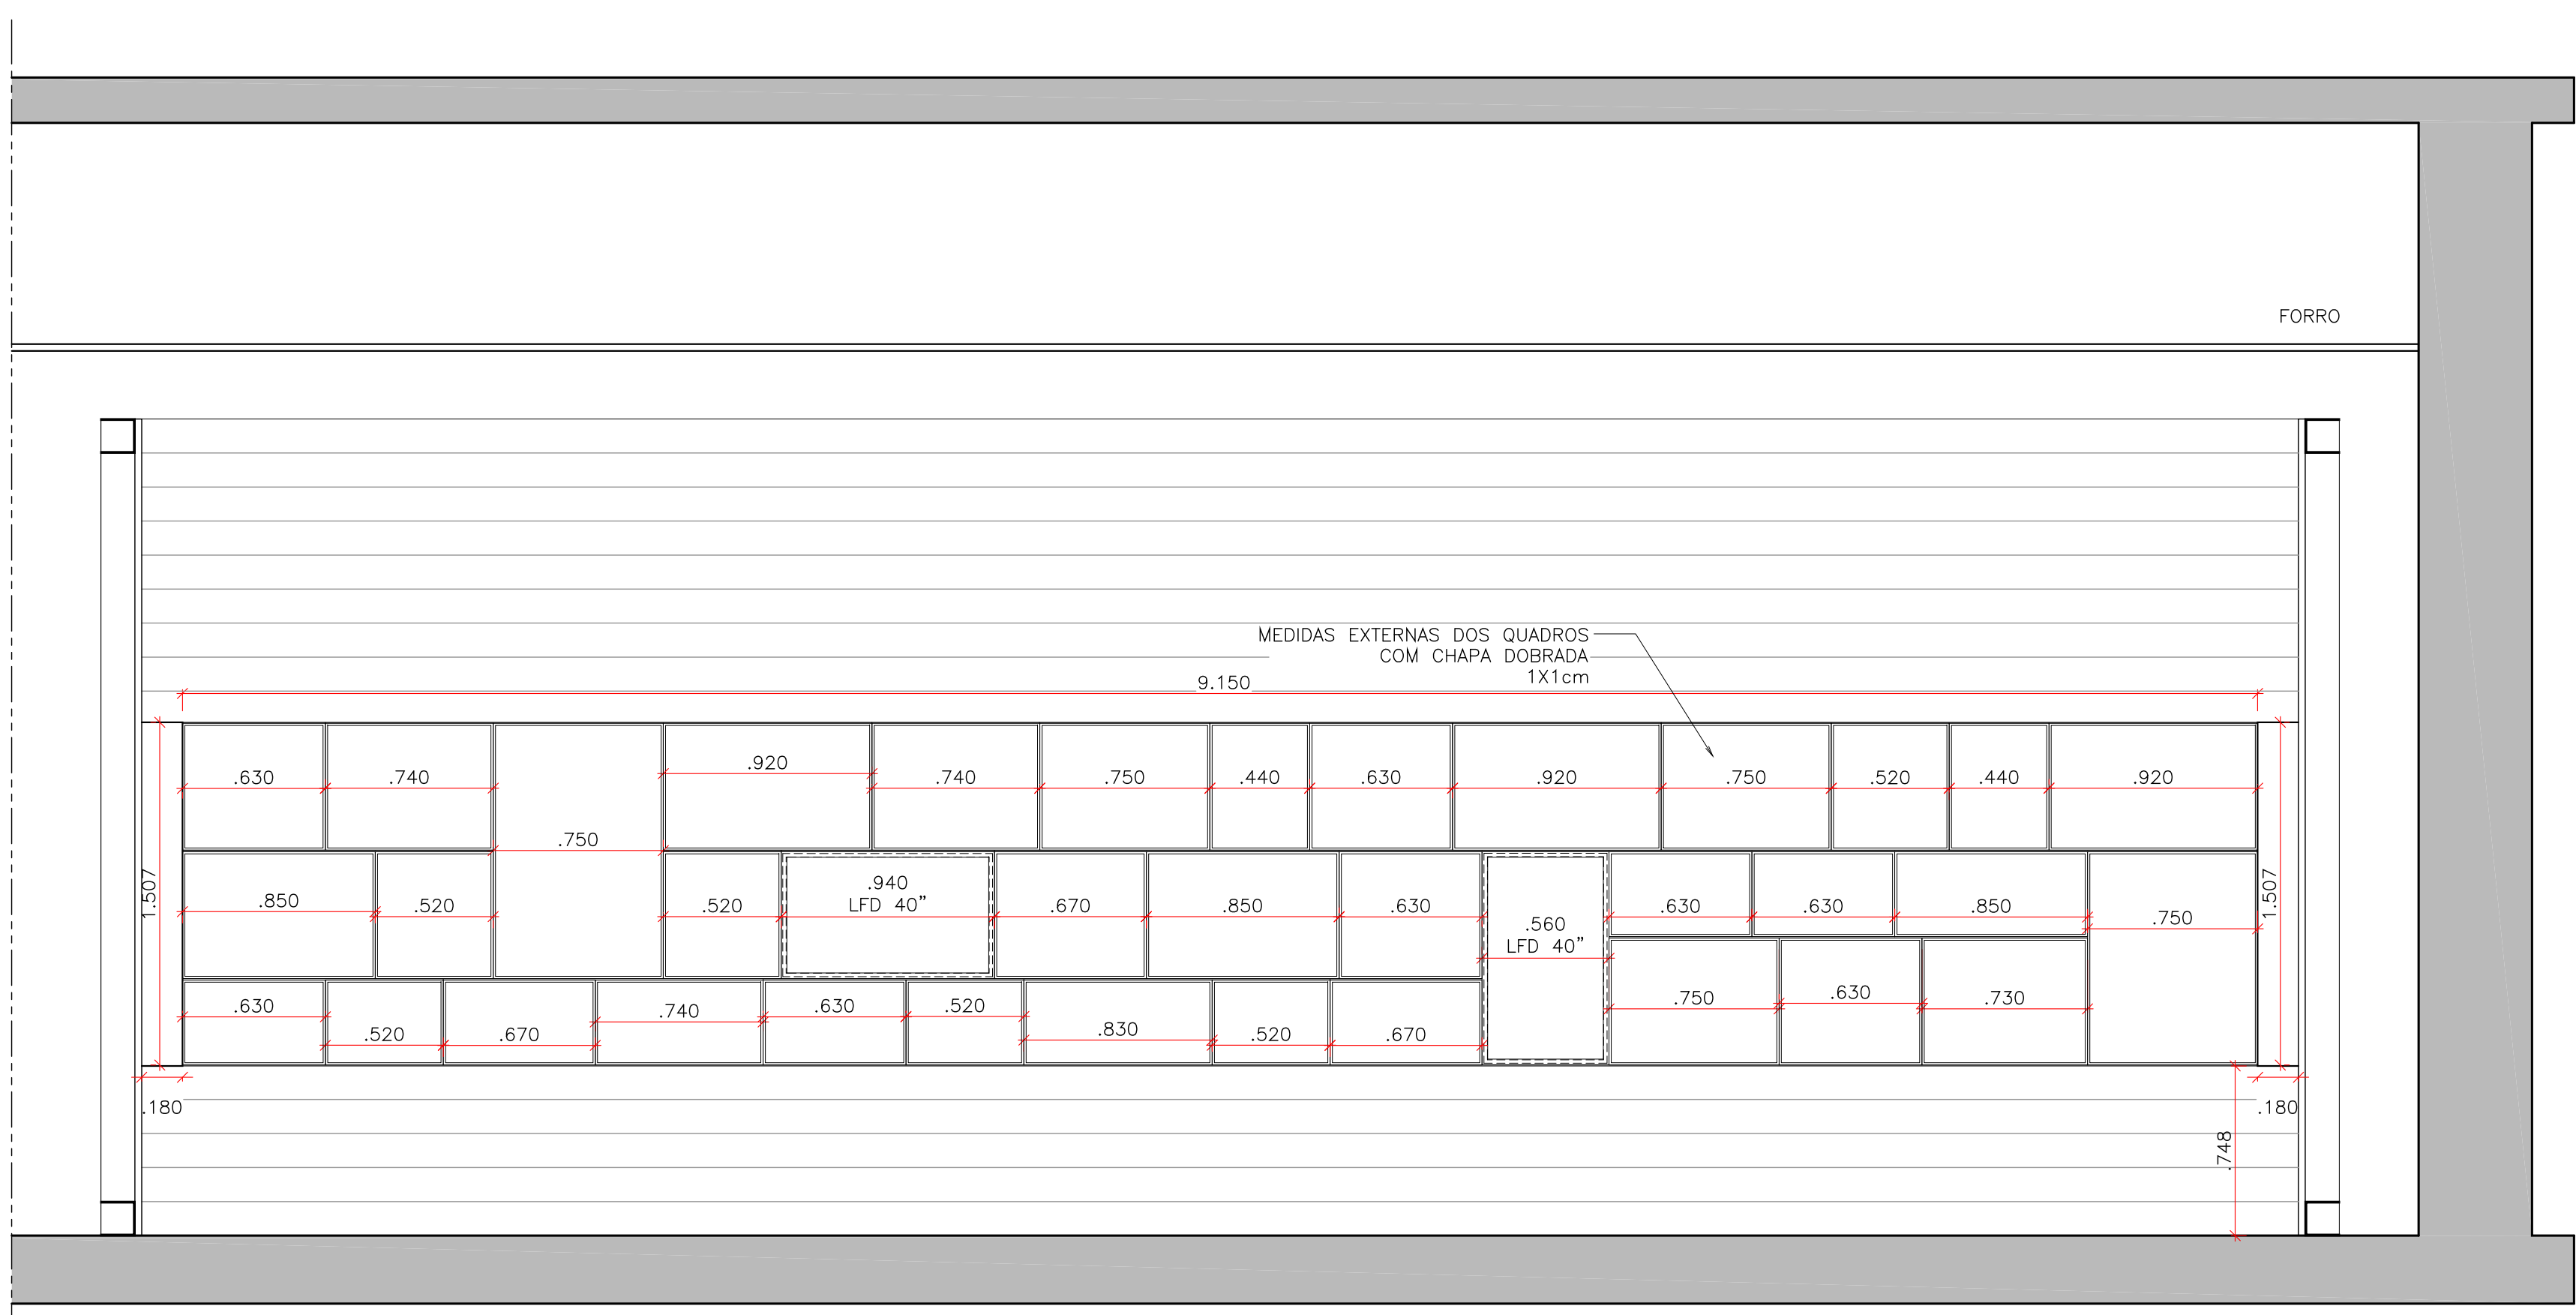 FORRO
MEDIDAS EXTERNAS DOS QUADROS
COM CHAPA DOBRADA
1X1cm
9.150
.630 .740 .920 .740 .750 .440 .630 .920 .750 .520 .440 .920
.750
1.507
.850 .520 .520
.940
LFD 40”
.670 .850 .630
.560
LFD 40”
.630 .630 .850 .750
1.507
.630 .520 .670 .740 .630 .520 .830 .520 .670 .750 .630 .730
.180
.180
.748